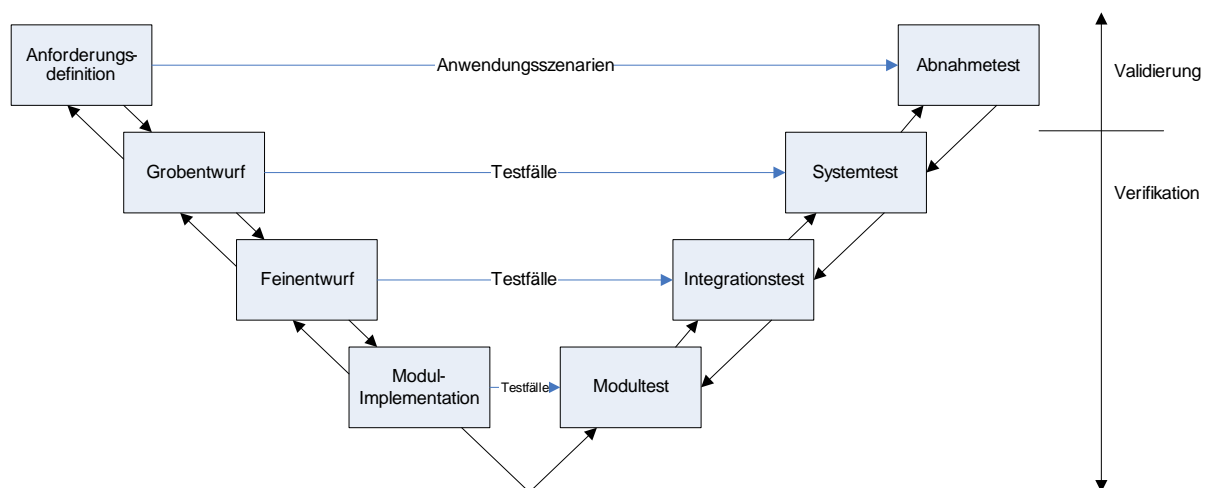 Anforderungs-
definition
Anwendungsszenarien
Abnahmetest
Validierung
Grobentwurf
Testfälle
Systemtest
Verifikation
Feinentwurf
Testfälle
Integrationstest
Modul-
Implementation
Testfälle
Modultest